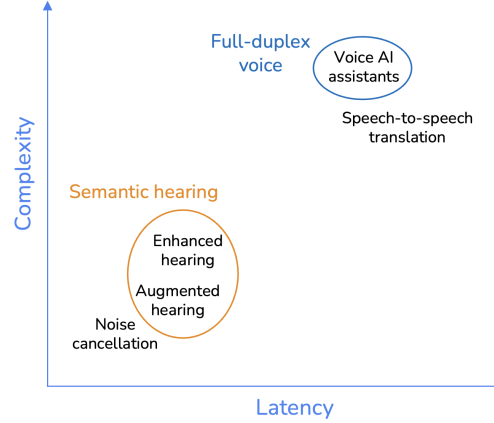 Full-duplex
voice
Voice AI
assistants
Speech-to-speech
translation
Complexity
Semantic hearing
Enhanced
hearing
Augmented
hearing
Noise
cancellation
Latency